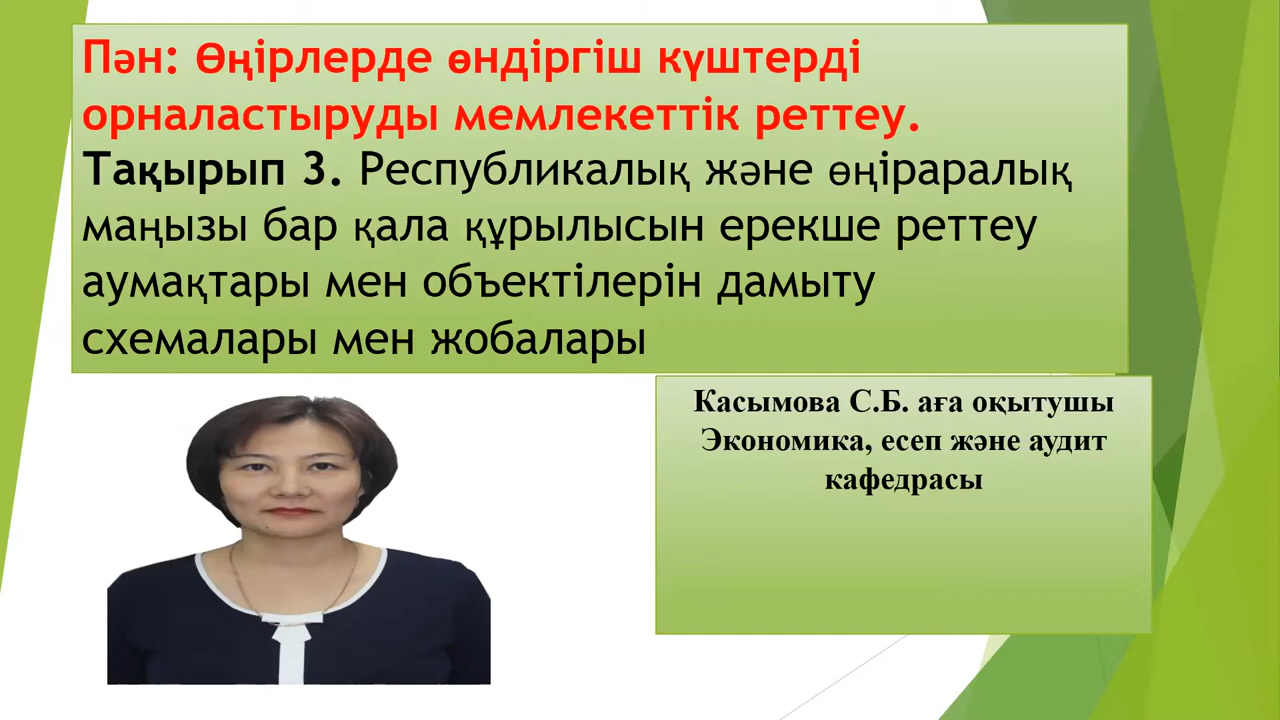 Пән: Өңірлерде өндіргіш күштерді
орналастыруды мемлекеттік реттеу.
Тақырып 3. Республикалық және өңіраралық
маңызы бар қала құрылысын ерекше реттеу
аумақтары мен объектілерін дамыту
схемалары мен жобалары
Касымова С.Б. аға оқытушы
Экономика, есеп және аудит
кафедрасы